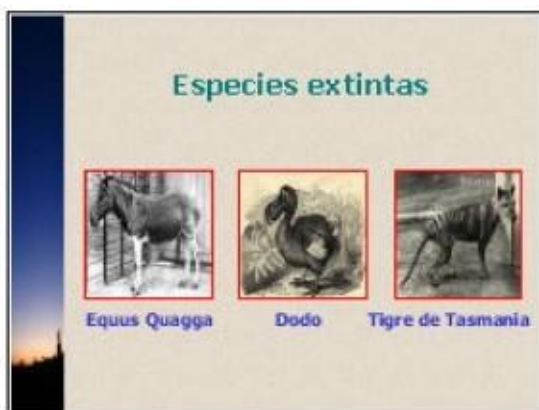 Especies extintas
Equus Quagga
Dodo
Tigre de Tasmania